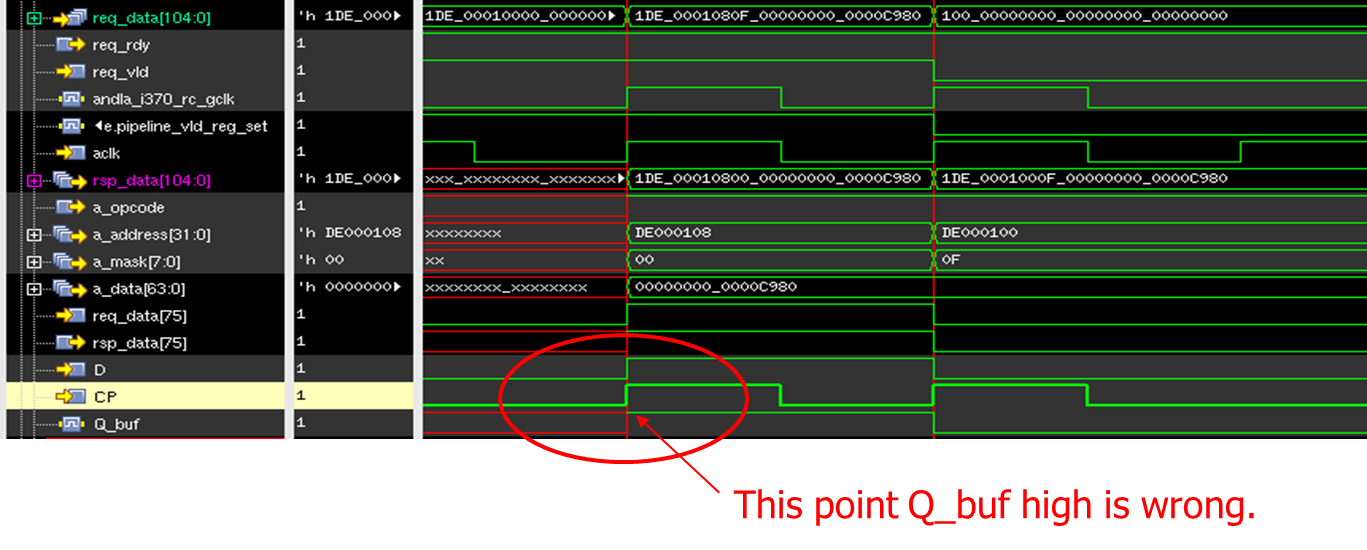 req_data[104:0] 'h 1DE_000 1DE_00010000_000000 1DE_0001080F_00000000_0000C980 100_00000000_00000000_00000000
req_rdy 1
req_vld 1
andla_i370_rc_gclk 1
e.pipeline_vld_reg_set 1
aclk 1
rsp_data[104:0] 'h 1DE_000 xxx_xxxxxxxx_xxxxxxx 1DE_00010800_00000000_0000C980 1DE_0001000F_00000000_0000C980
a_opcode 1
a_address[31:0] 'h DE000108 xxxxxxxx DE000108 DE000100
a_mask[7:0] 'h 00 xx 00 0F
a_data[63:0] 'h 0000000 xxxxxxxx_xxxxxxxx 00000000_0000C980
req_data[75] 1
rsp_data[75] 1
D 1
CP 1
Q_buf 1
This point Q_buf high is wrong.